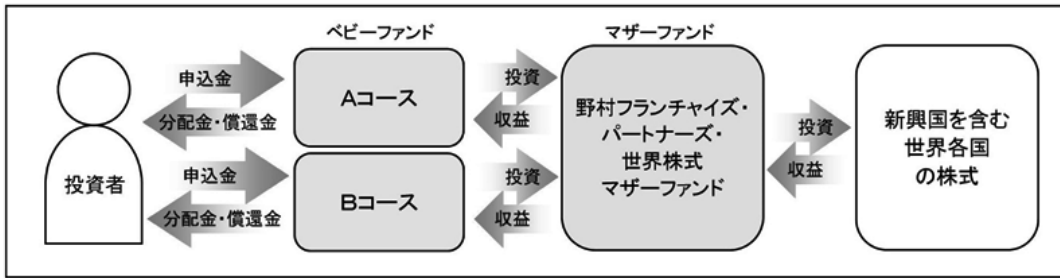 ベビーファンド
マザーファンド
申込金
分配金・償還金
Aコース
投資
収益
投資者
申込金
分配金・償還金
Bコース
投資
収益
野村フランチャイズ・
パートナーズ・
世界株式
マザーファンド
投資
収益
新興国を含む
世界各国
の株式